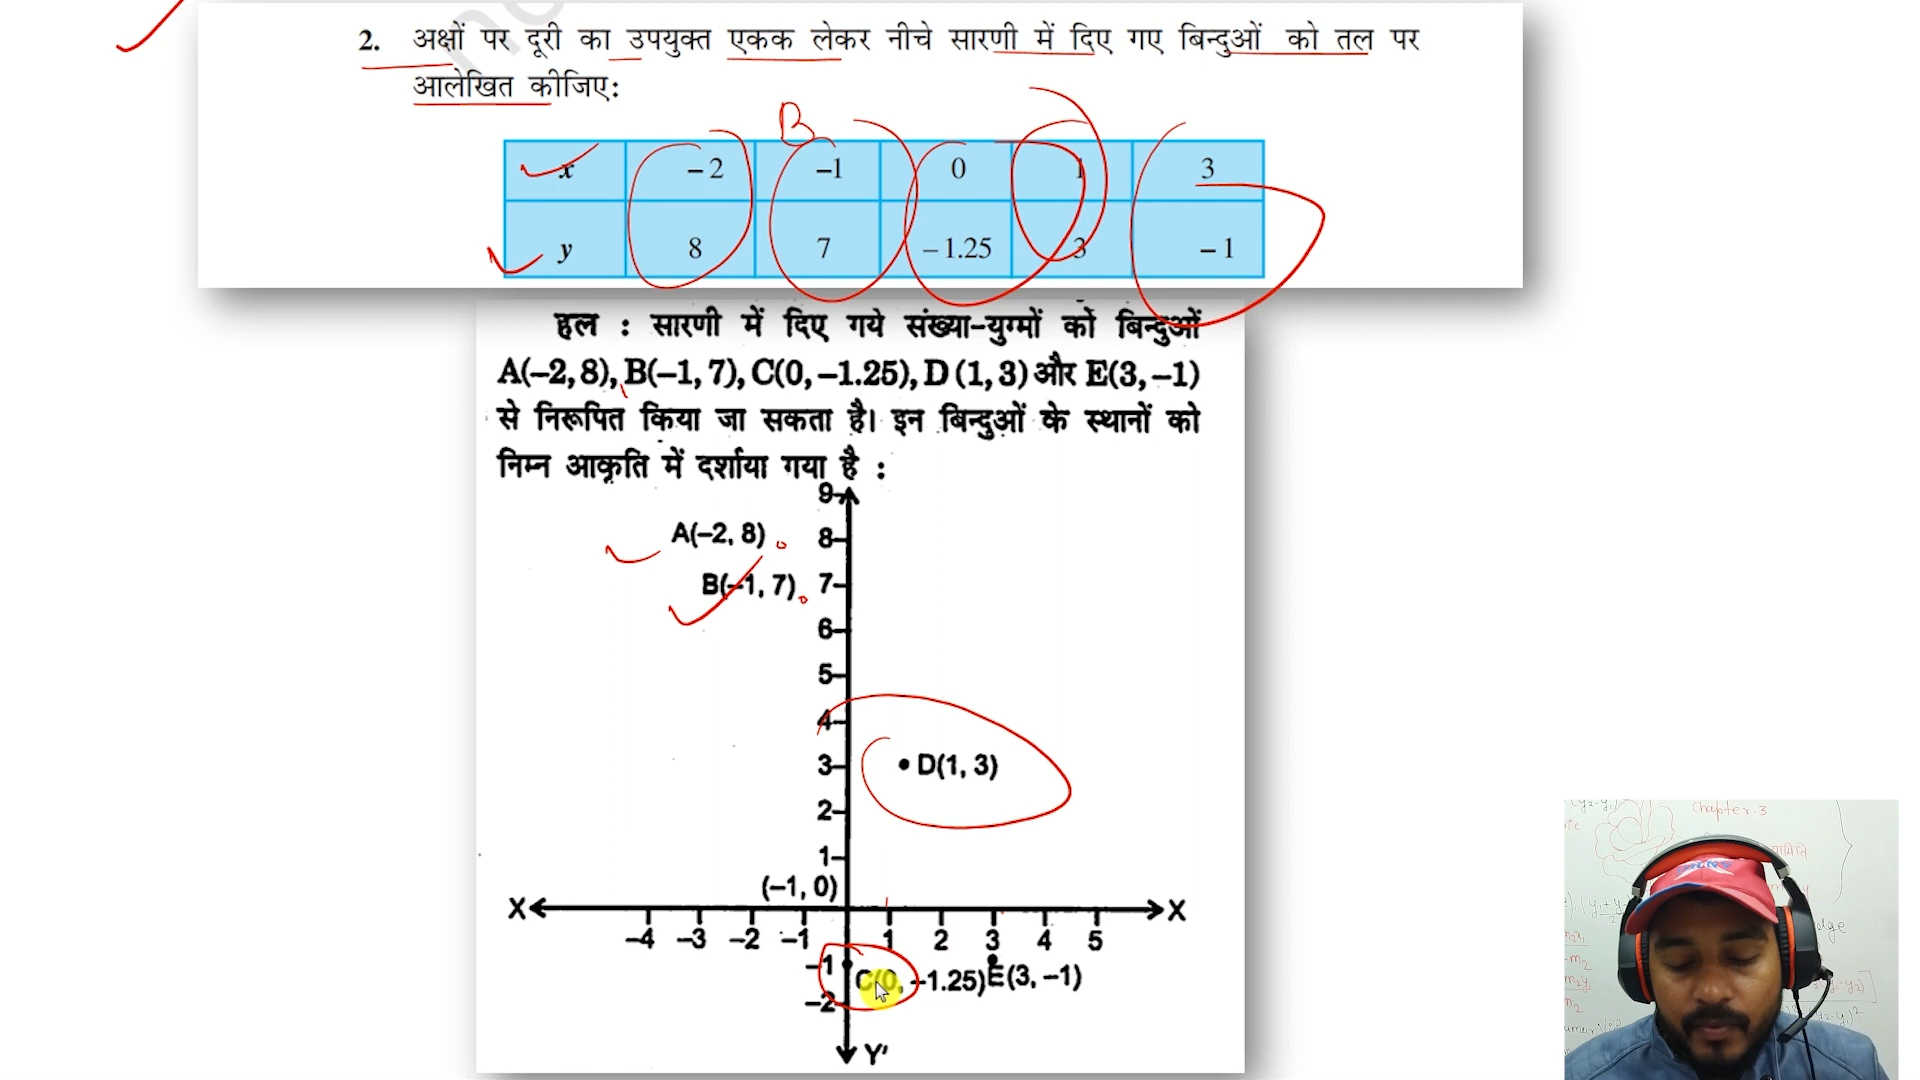 2. अक्षों पर दूरी का उपयुक्त एकक लेकर नीचे सारणी में दिए गए बिन्दुओं को तल पर
आलेखित कीजिए:
B
x –2 –1 0 1 3
y 8 7 –1.25 3 –1
हल : सारणी में दिए गये संख्या-युग्मों को बिन्दुओं
A(–2, 8), B(–1, 7), C(0, –1.25), D (1, 3) और E(3, –1)
से निरूपित किया जा सकता है। इन बिन्दुओं के स्थानों को
निम्न आकृति में दर्शाया गया है :
9
A(–2, 8) 8
B(–1, 7) 7
6
5
4
3 D(1, 3)
2
1
(–1, 0)
X X
–4 –3 –2 –1 1 2 3 4 5
–1 C(0, –1.25) E(3, –1)
–2
Y'
Chapter-3